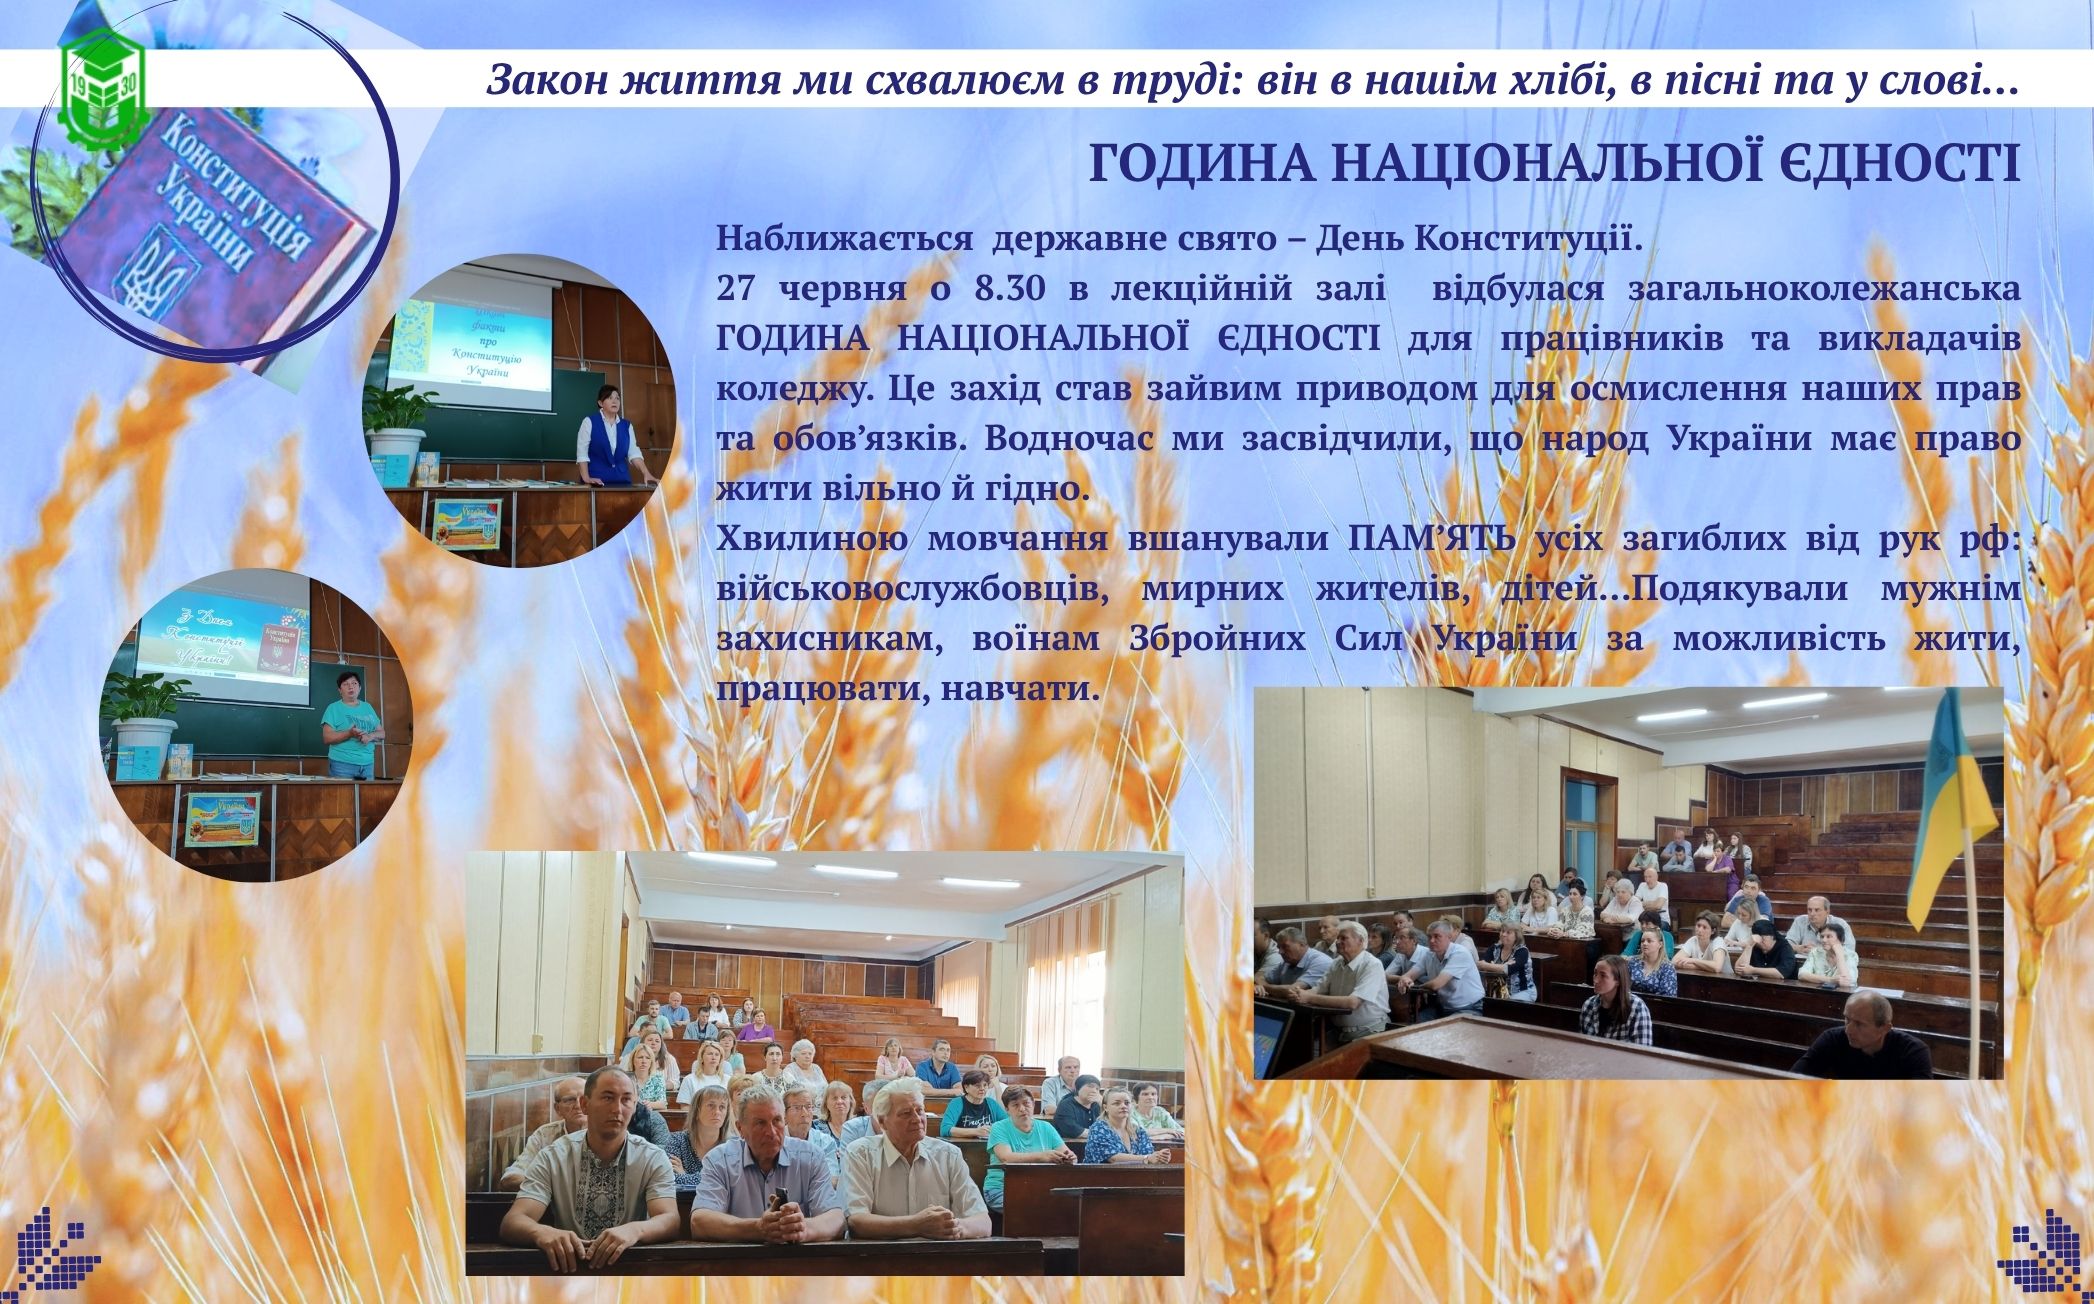 Закон життя ми схвалюєм в труді: він в нашім хлібі, в пісні та у слові...
19 30
Конституція
України
ГОДИНА НАЦІОНАЛЬНОЇ ЄДНОСТІ
Наближається державне свято – День Конституції.
27 червня о 8.30 в лекційній залі відбулася загальноколежанська
ГОДИНА НАЦІОНАЛЬНОЇ ЄДНОСТІ для працівників та викладачів
коледжу. Це захід став зайвим приводом для осмислення наших прав
та обов’язків. Водночас ми засвідчили, що народ України має право
жити вільно й гідно.
Хвилиною мовчання вшанували ПАМ’ЯТЬ усіх загиблих від рук рф:
військовослужбовців, мирних жителів, дітей...Подякували мужнім
захисникам, воїнам Збройних Сил України за можливість жити,
працювати, навчати.
факти
про
Конституцію
України
України
З Днем
Конституції
України!
Конституція
України
України